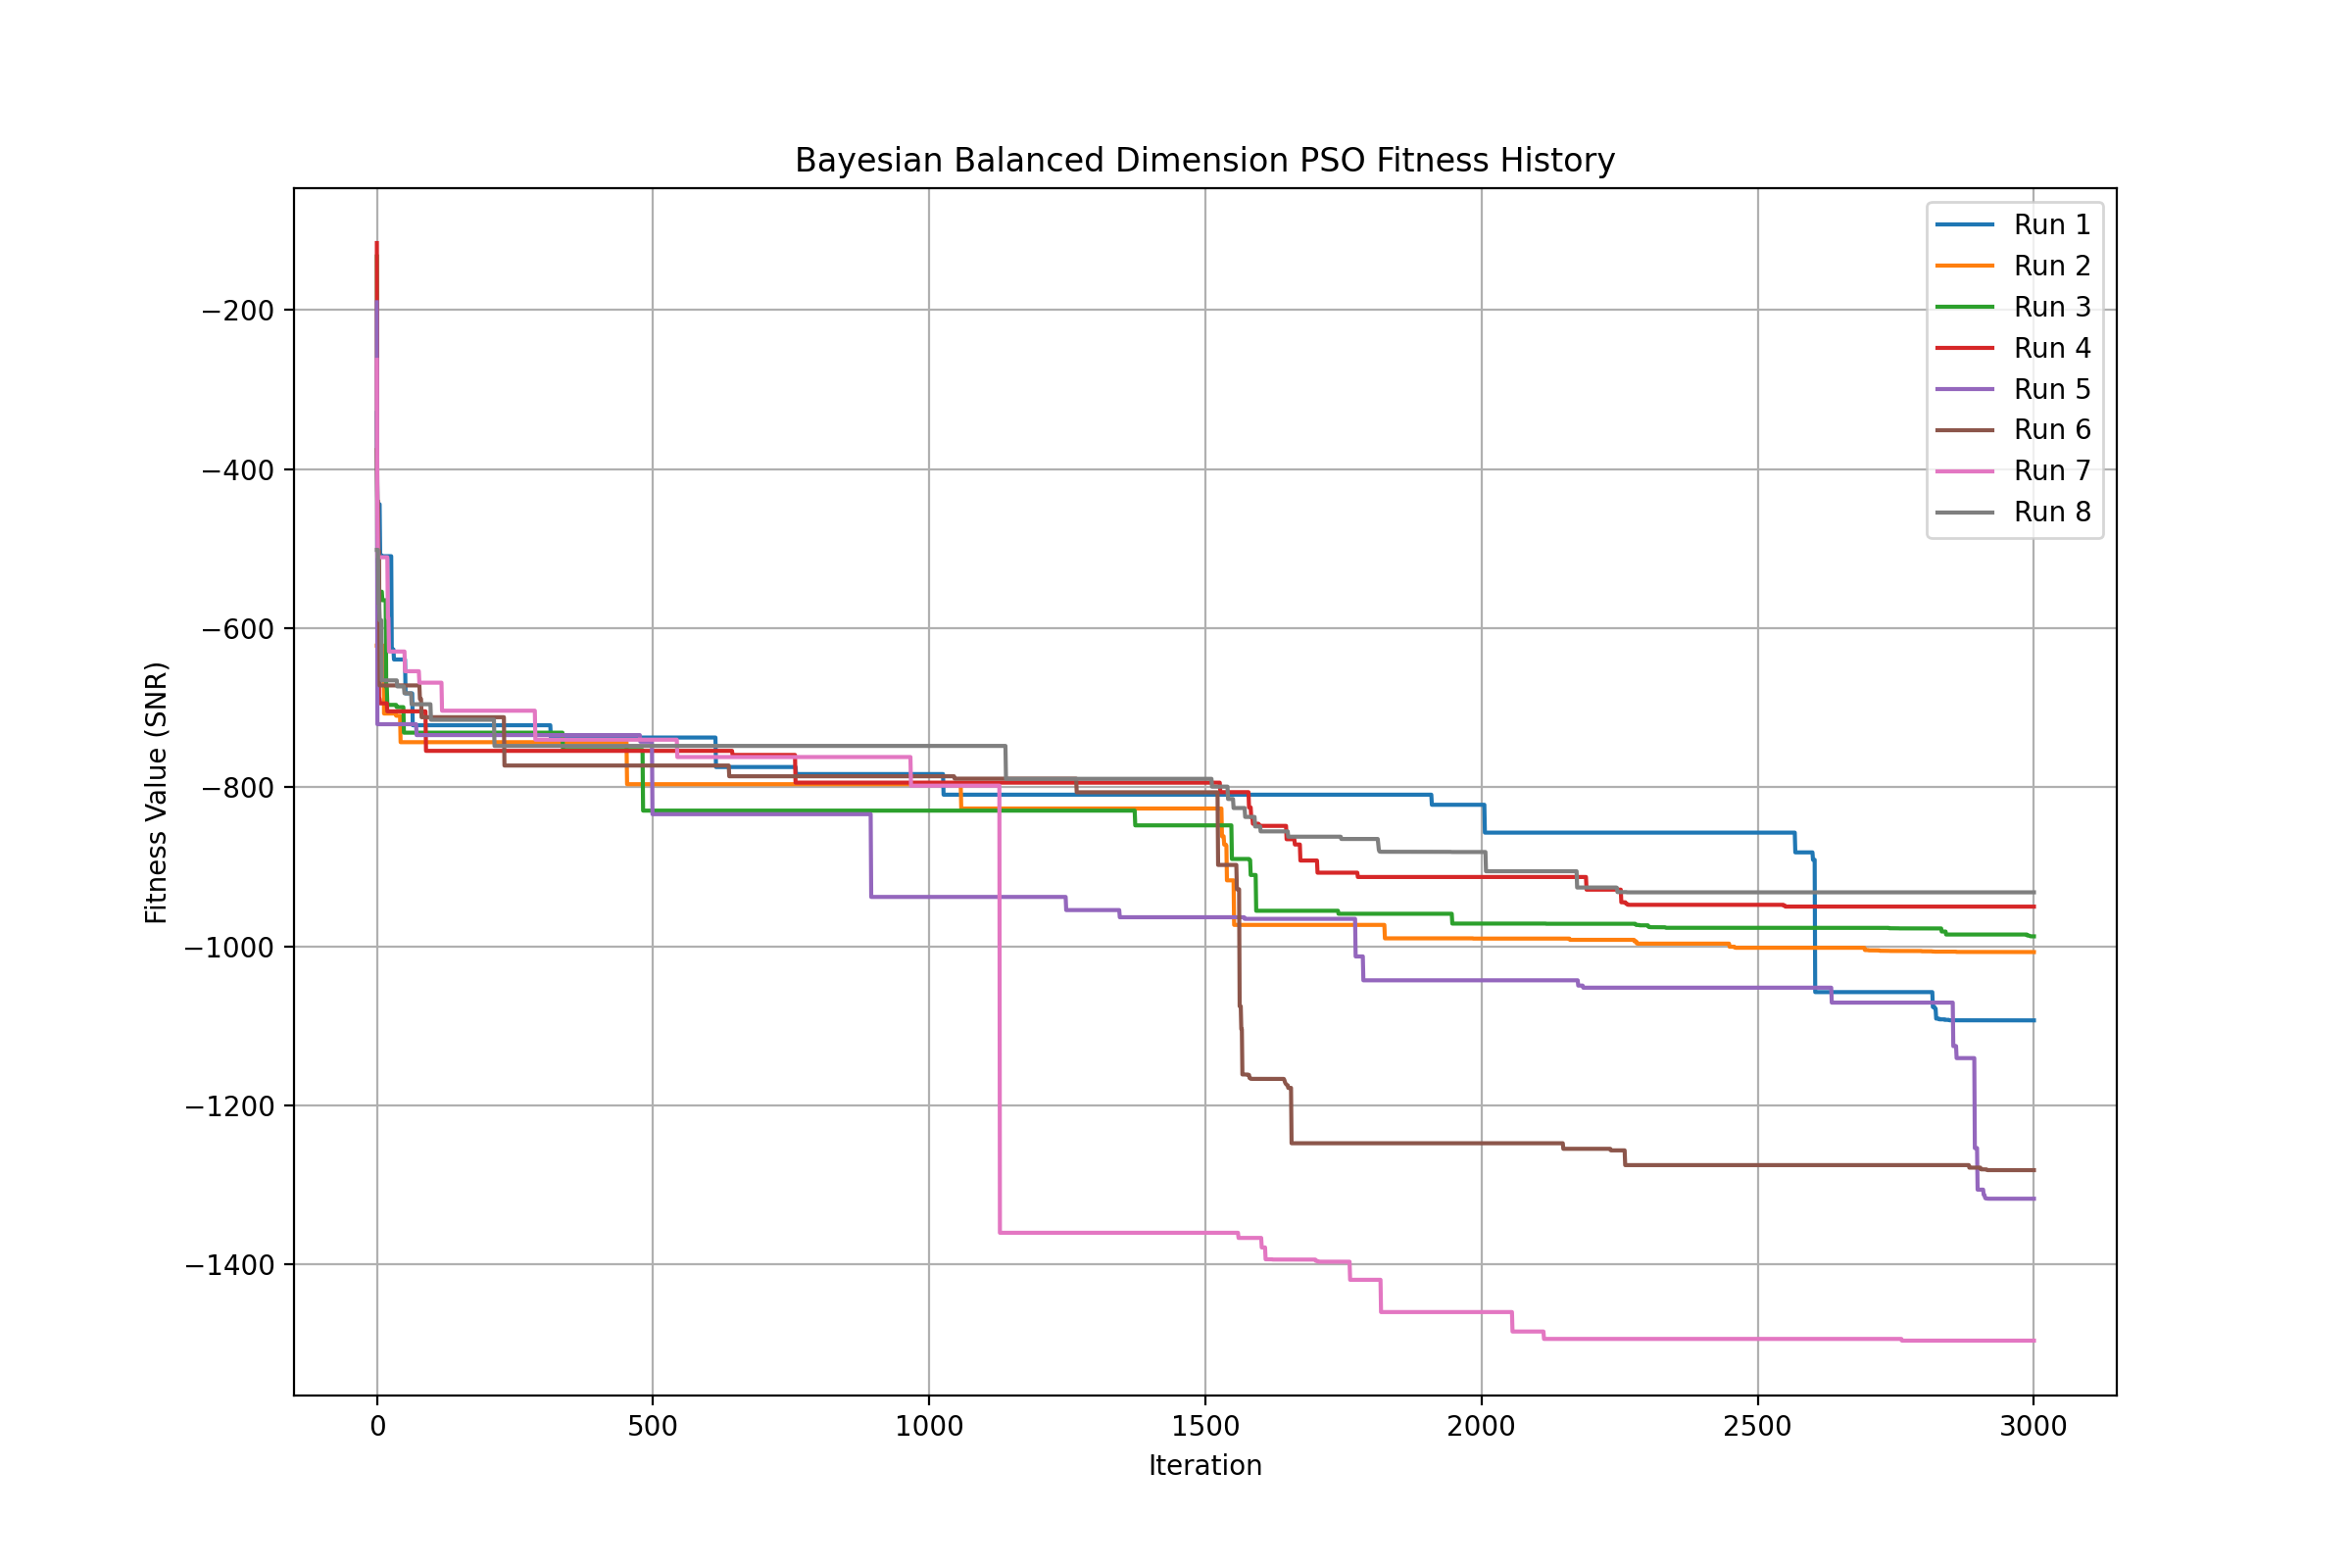 Bayesian Balanced Dimension PSO Fitness History
Run 1
Run 2
Run 3
Run 4
Run 5
Run 6
Run 7
Run 8
−200
−400
−600
−800
−1000
−1200
−1400
Fitness Value (SNR)
0 500 1000 1500 2000 2500 3000
Iteration